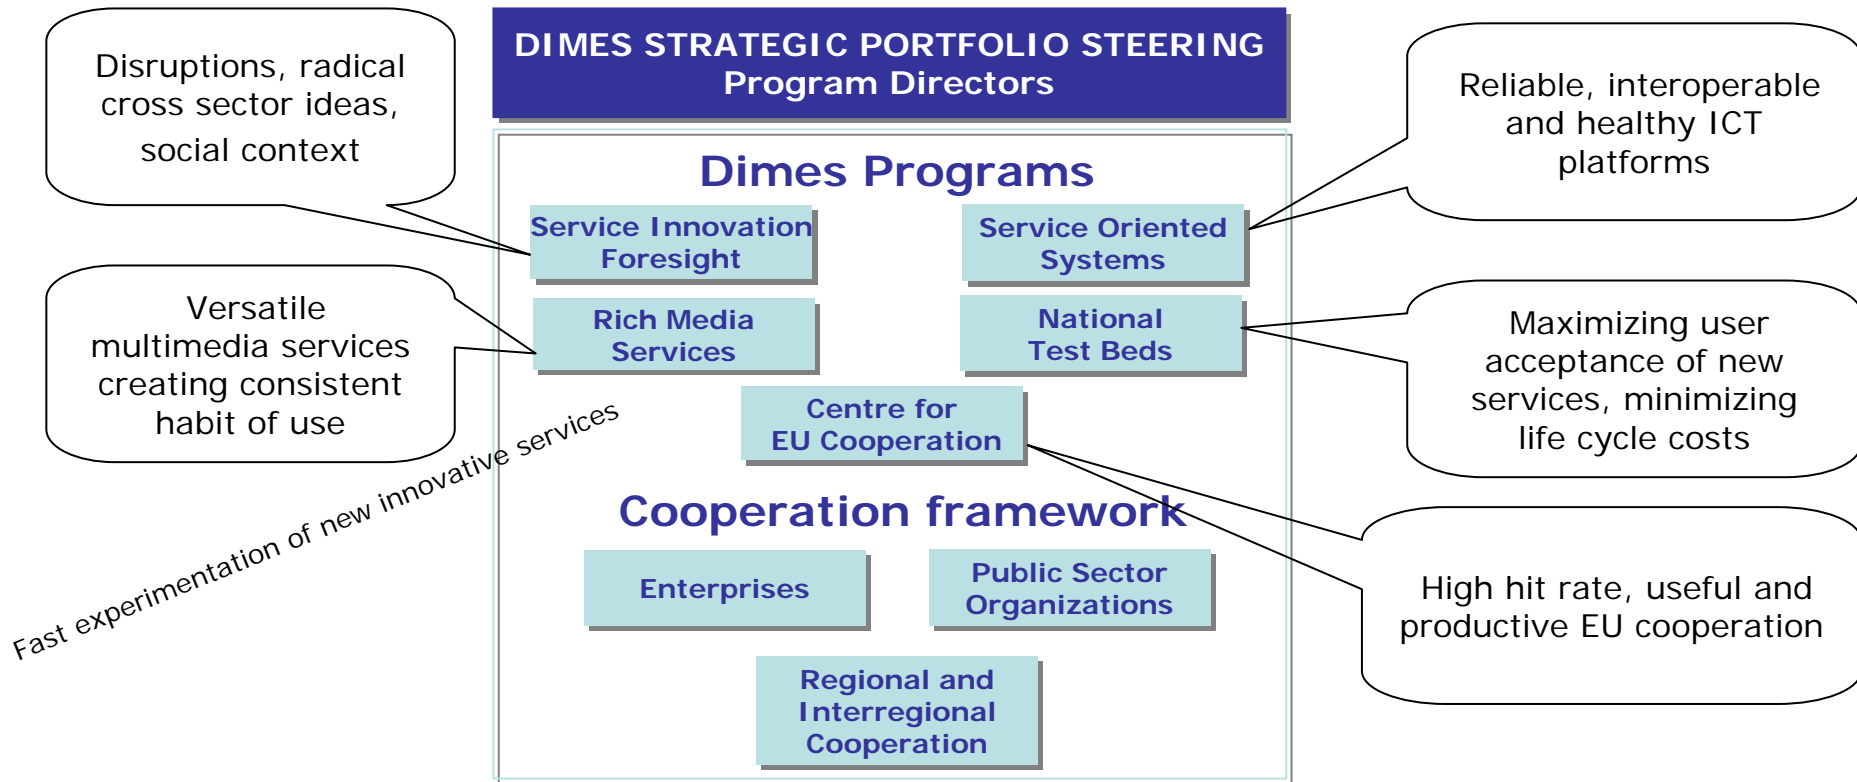 DIMES STRATEGIC PORTFOLIO STEERING
Program Directors
Disruptions, radical
cross sector ideas,
social context
Reliable, interoperable
and healthy ICT
platforms
Dimes Programs
Service Innovation
Foresight
Service Oriented
Systems
Versatile
multimedia services
creating consistent
habit of use
Rich Media
Services
National
Test Beds
Maximizing user
acceptance of new
services, minimizing
life cycle costs
Centre for
EU Cooperation
Fast experimentation of new innovative services
Cooperation framework
Enterprises
Public Sector
Organizations
High hit rate, useful and
productive EU cooperation
Regional and
Interregional
Cooperation